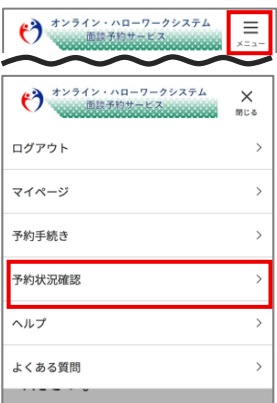 オンライン・ハローワークシステム
面談予約サービス
メニュー
オンライン・ハローワークシステム
面談予約サービス
閉じる
ログアウト
マイページ
予約手続き
予約状況確認
ヘルプ
よくある質問